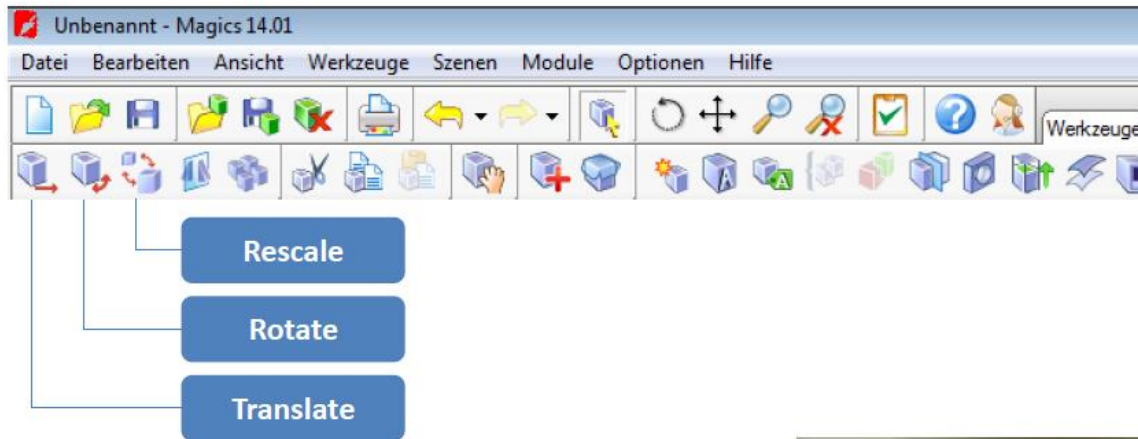 Unbenannt - Magics 14.01
Datei Bearbeiten Ansicht Werkzeuge Szenen Module Optionen Hilfe
Werkzeuge
A
A
Rescale
Rotate
Translate